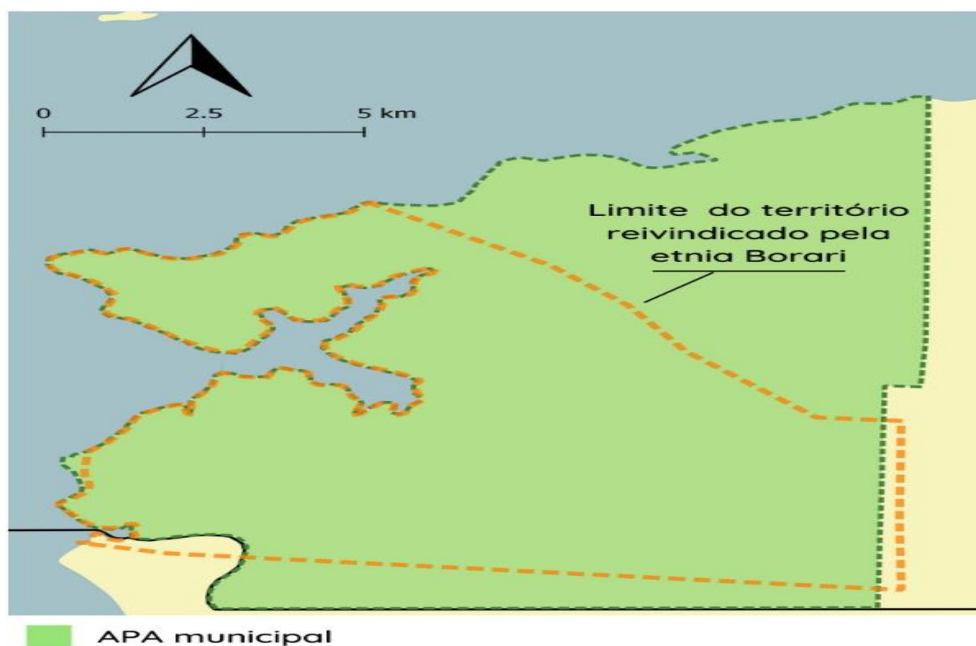 0 2.5 5 km
Limite do território
reivindicado pela
etnia Borari
APA municipal